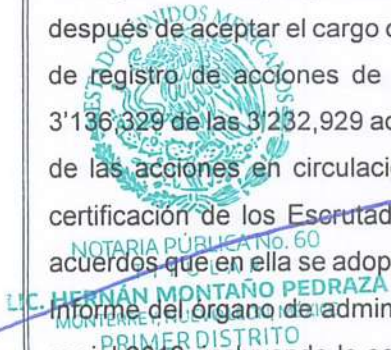 después de aceptar el cargo
de registro de acciones de
3'136,329 de las 3'232,929
de las acciones en circulaci
certificación de los Escrutad
NOTARIA PÚBLICA No. 60
acuerdos que en ella se adop
LIC. HERNÁN MONTAÑO PEDRAZA
Informe del órgano de admin
MONTERREY,
PRIMER DISTRITO